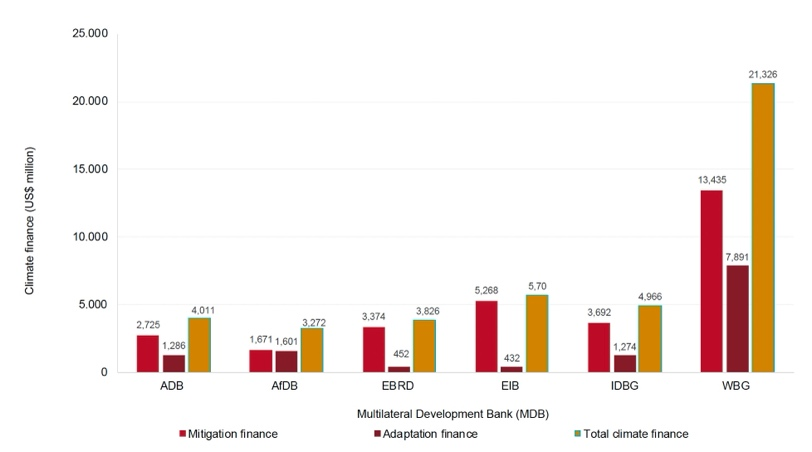 25.000
21,326
20.000
15.000
13,435
10.000
7,891
5.000
5,268
5,70
4,011
3,374
3,826
3,692
4,966
2,725
1,286
1,671
1,601
3,272
452
432
1,274
0
Climate finance (US$ million)
ADB
AfDB
EBRD
EIB
IDBG
WBG
Multilateral Development Bank (MDB)
Mitigation finance
Adaptation finance
Total climate finance